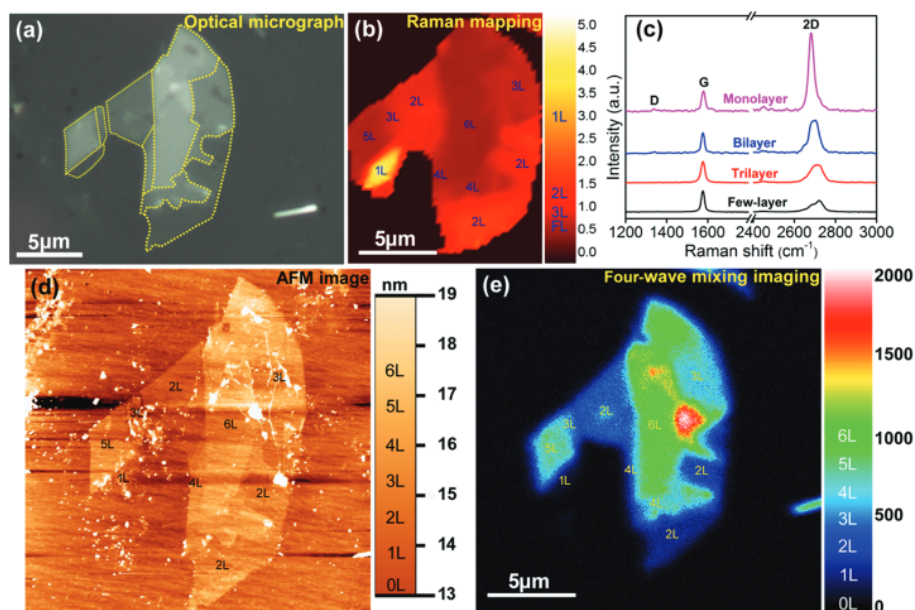 (a)
Optical micrograph
5µm
(b)
Raman mapping
3L
2L
3L
5L
6L
1L
2L
4L
4L
2L
5µm
5.0
4.5
4.0
3.5
3.0
2.5
2.0
1.5
1.0
0.5
0.0
1L
2L
3L
FL
(c)
2D
G
D
Monolayer
Bilayer
Trilayer
Few-layer
Intensity (a.u.)
1200 1600 2400 2600 2800 3000
Raman shift (cm⁻¹)
(d)
AFM image
2L
3L
3L
6L
5L
1L
4L
2L
2L
nm
19
18
17
16
15
14
13
6L
5L
4L
3L
2L
1L
0L
(e)
Four-wave mixing imaging
3L
2L
3L
6L
5L
2L
4L
1L
4L
2L
5µm
2000
1500
1000
500
0
6L
5L
4L
3L
2L
1L
0L